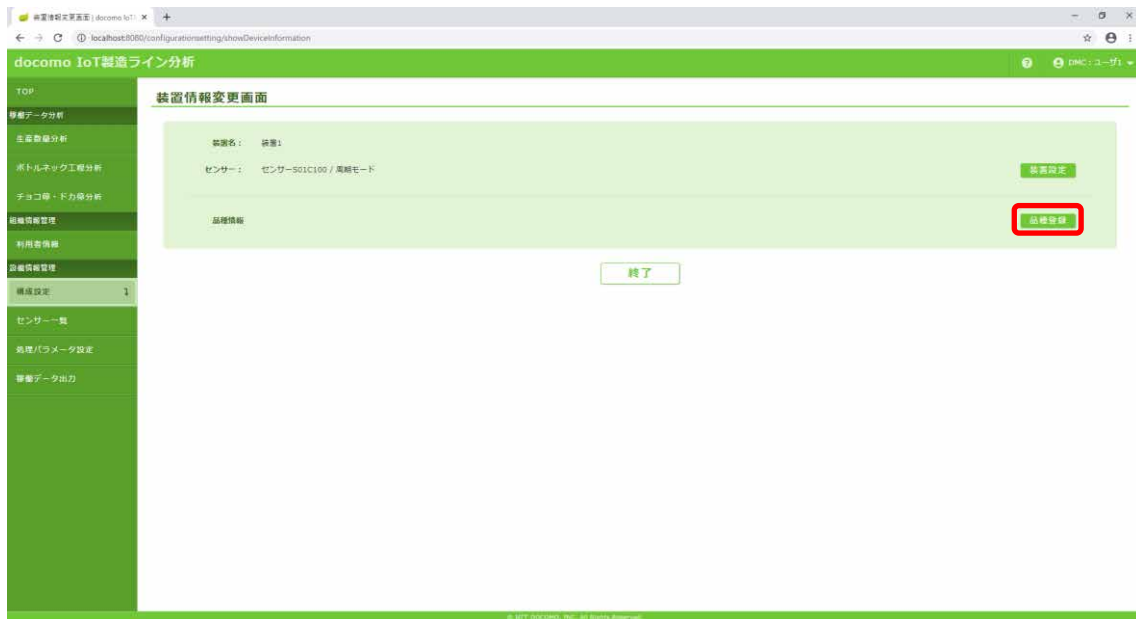 装置情報変更画面 | docomo IoT
localhost:8080/configurationsetting/showDeviceInformation
docomo IoT製造ライン分析
DMC : ユーザ1
TOP
装置情報変更画面
稼働データ分析
生産数量分析
装置名 : 装置1
ボトルネック工程分析
センサー : センサーS01C100 / 周期モード
装置設定
チョコ停・ドカ停分析
組織情報管理
品種情報
品種登録
利用者情報
設備情報管理
終了
構成設定
センサー一覧
処理パラメータ設定
稼働データ出力
© NTT DOCOMO, INC. All Rights Reserved.